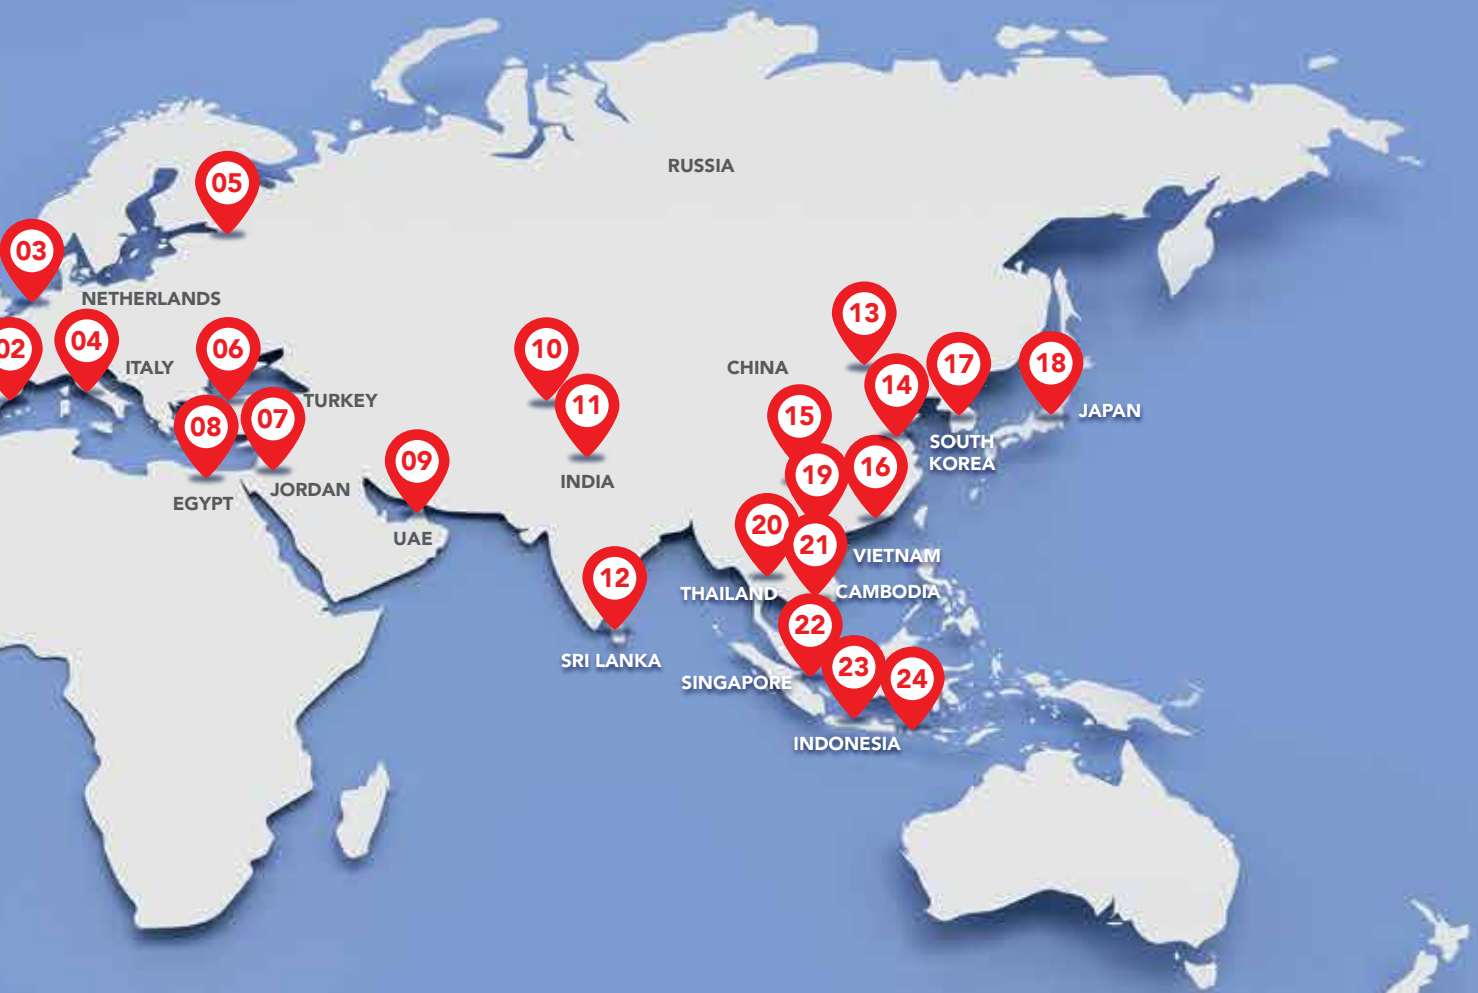 RUSSIA
05
03
NETHERLANDS
13
02
04
ITALY
06
10
CHINA
17
18
14
TURKEY
11
JAPAN
15
08
07
SOUTH
KOREA
09
19
16
INDIA
JORDAN
EGYPT
20
UAE
21
VIETNAM
12
THAILAND
CAMBODIA
22
SRI LANKA
23
SINGAPORE
24
INDONESIA